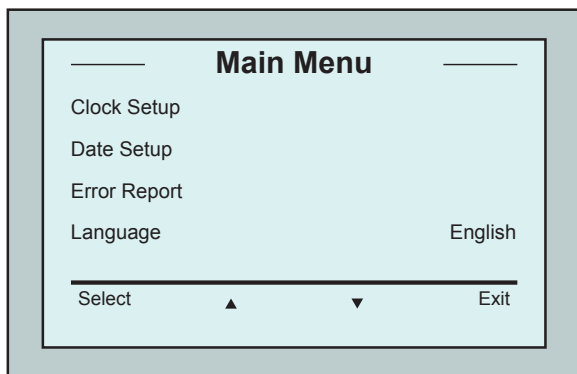 Main Menu
Clock Setup
Date Setup
Error Report
Language English
Select ▲ ▼ Exit